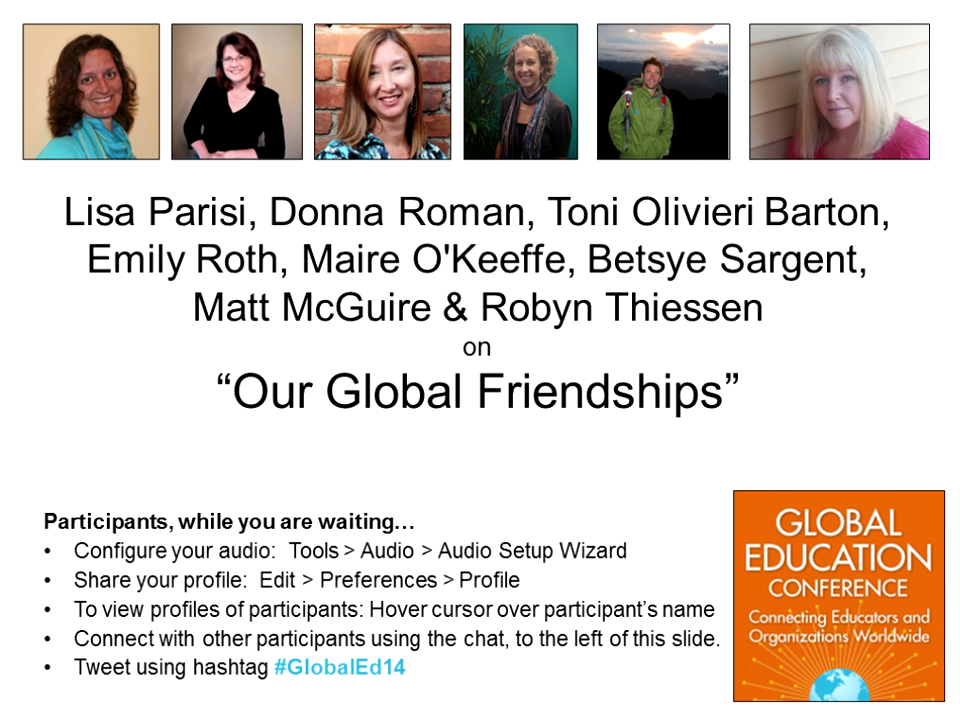 Lisa Parisi, Donna Roman, Toni Olivieri Barton,
Emily Roth, Maire O'Keeffe, Betsye Sargent,
Matt McGuire & Robyn Thiessen
on
“Our Global Friendships”
Participants, while you are waiting…
• Configure your audio: Tools > Audio > Audio Setup Wizard
• Share your profile: Edit > Preferences > Profile
• To view profiles of participants: Hover cursor over participant’s name
• Connect with other participants using the chat, to the left of this slide.
• Tweet using hashtag #GlobalEd14
GLOBAL
EDUCATION
CONFERENCE
Connecting Educators and
Organizations Worldwide